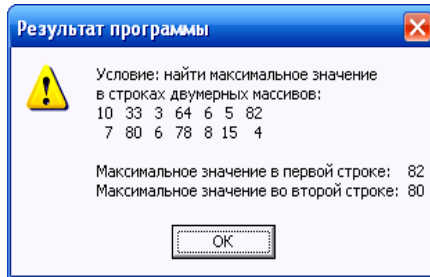 Результат программы
Условие: найти максимальное значение
в строках двумерных массивов:
10 33 3 64 6 5 82
7 80 6 78 8 15 4
Максимальное значение в первой строке: 82
Максимальное значение во второй строке: 80
ОК